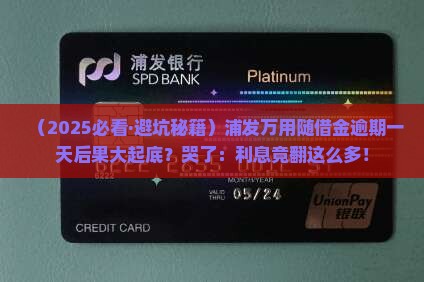 浦发银行
SPD BANK
Platinum
（2025必看·避坑秘籍）浦发万用随借金逾期一
天后果大起底？哭了：利息竟翻这么多！
MONTH/YEAR
VALID
THRU
05/24
CREDIT CARD
UnionPay
银联